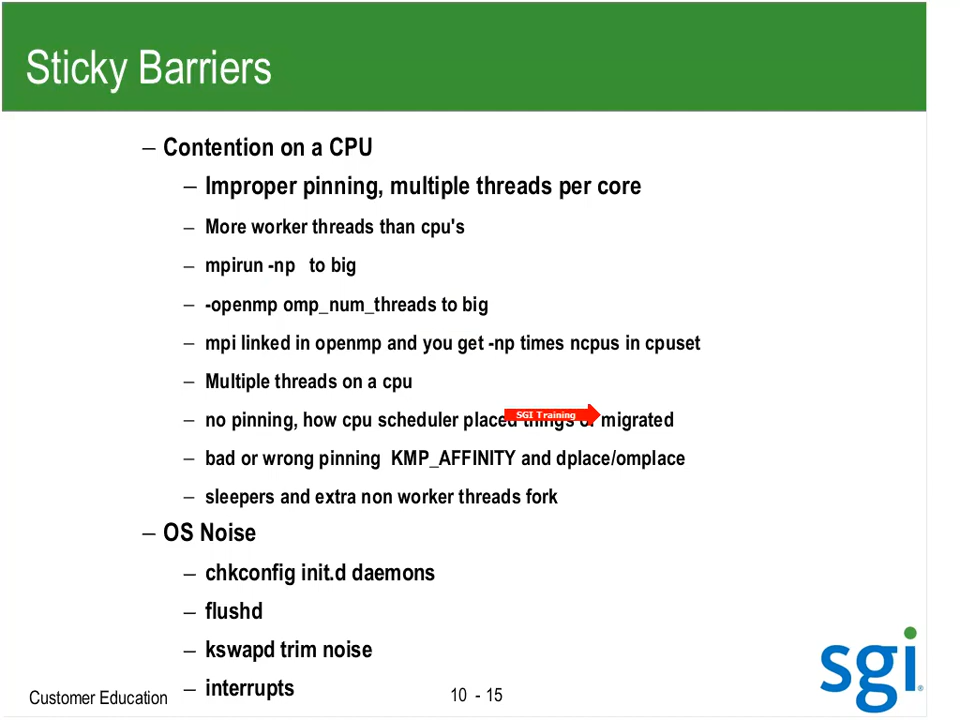 Sticky Barriers
– Contention on a CPU
– Improper pinning, multiple threads per core
– More worker threads than cpu's
– mpirun -np to big
– -openmp omp_num_threads to big
– mpi linked in openmp and you get -np times ncpus in cpuset
– Multiple threads on a cpu
– no pinning, how cpu scheduler placed things or migrated
SGI Training
– bad or wrong pinning KMP_AFFINITY and dplace/omplace
– sleepers and extra non worker threads fork
– OS Noise
– chkconfig init.d daemons
– flushd
– kswapd trim noise
– interrupts
Customer Education
10 - 15
sgi®